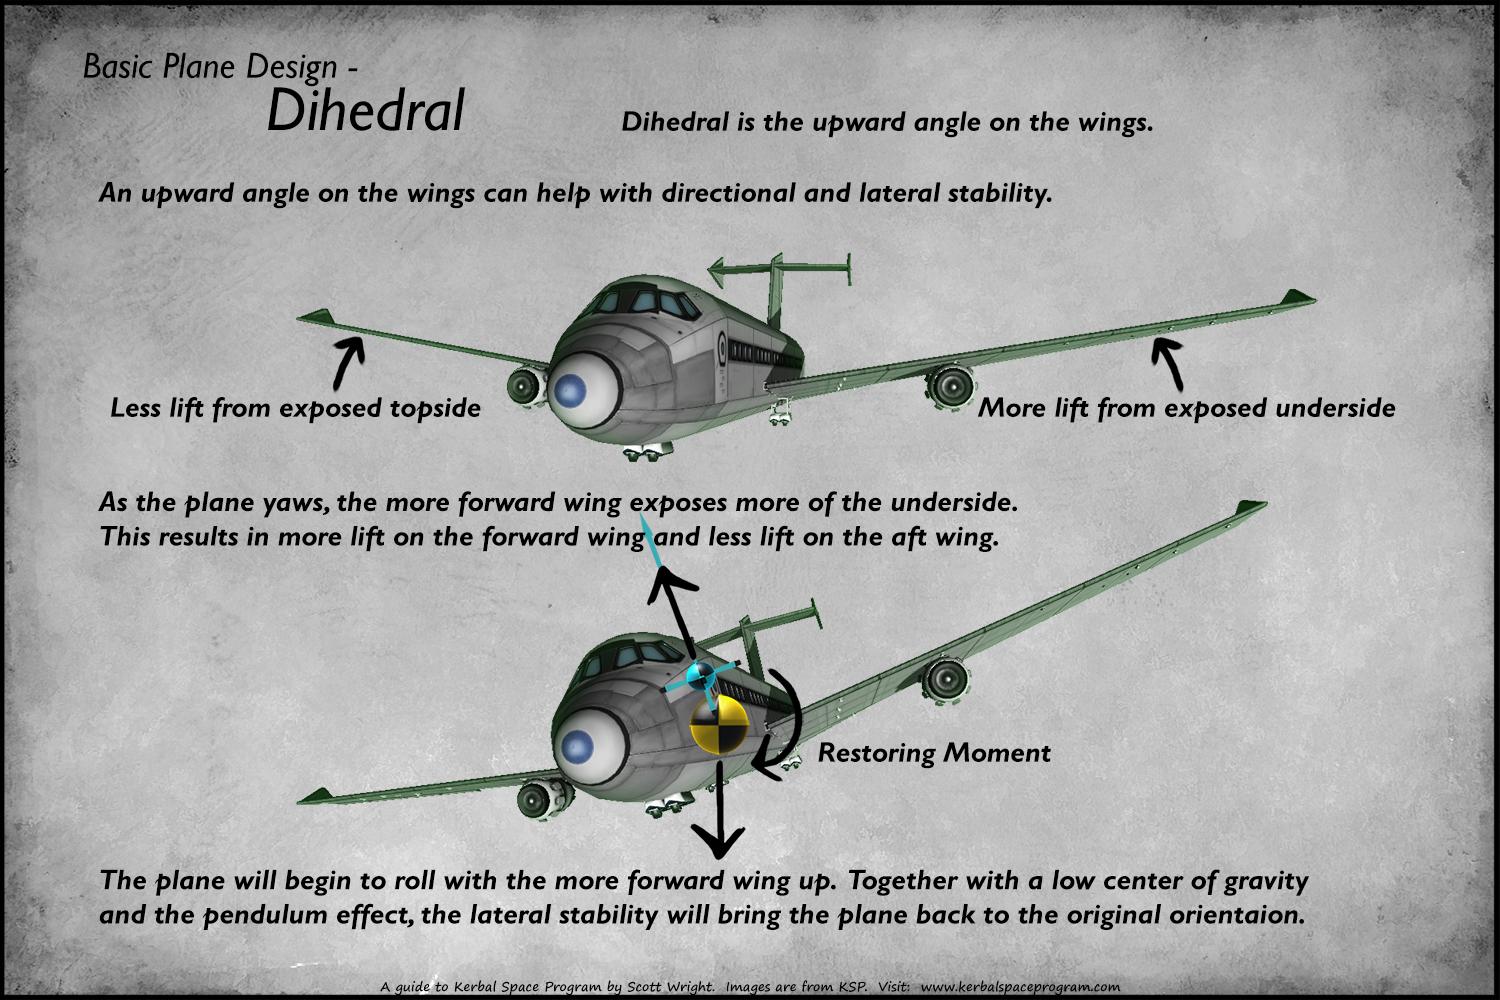 Basic Plane Design -
Dihedral
Dihedral is the upward angle on the wings.
An upward angle on the wings can help with directional and lateral stability.
Less lift from exposed topside
More lift from exposed underside
As the plane yaws, the more forward wing exposes more of the underside.
This results in more lift on the forward wing and less lift on the aft wing.
Restoring Moment
The plane will begin to roll with the more forward wing up. Together with a low center of gravity
and the pendulum effect, the lateral stability will bring the plane back to the original orientaion.
A guide to Kerbal Space Program by Scott Wright. Images are from KSP. Visit: www.kerbalspaceprogram.com